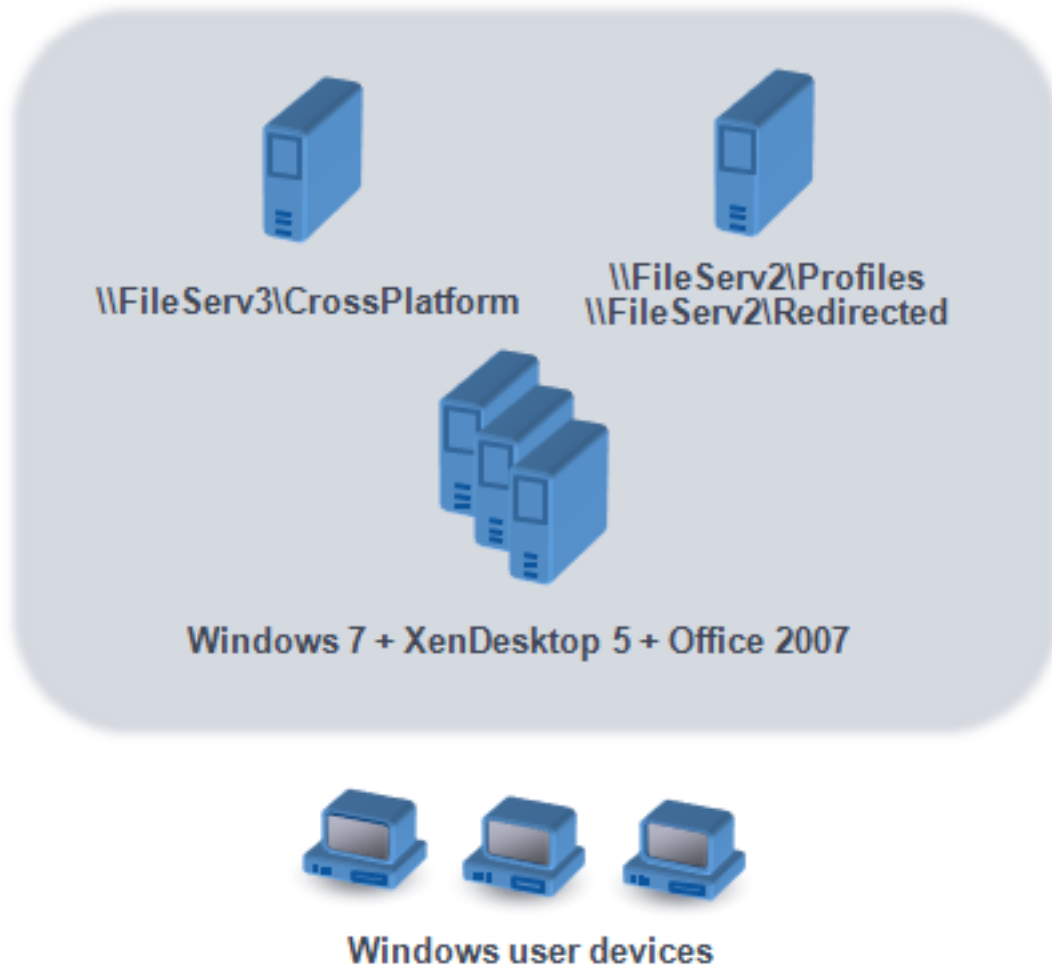 \\FileServ3\CrossPlatform
\\FileServ2\Profiles
\\FileServ2\Redirected
Windows 7 + XenDesktop 5 + Office 2007
Windows user devices